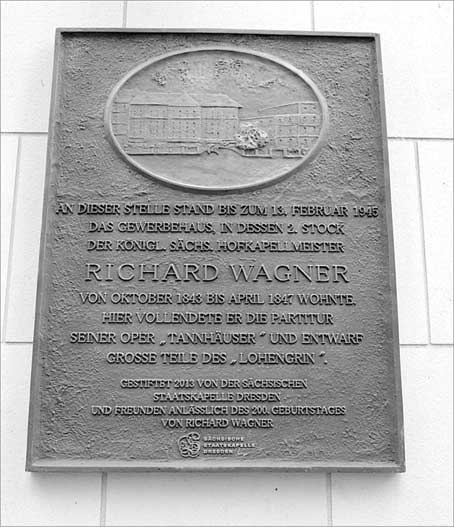 AN DIESER STELLE STAND BIS ZUM 13. FEBRUAR 1945
DAS GEWERBEHAUS, IN DESSEN 2. STOCK
DER KÖNIGL. SÄCHS. HOFKAPELLMEISTER
RICHARD WAGNER
VON OKTOBER 1843 BIS APRIL 1847 WOHNTE.
HIER VOLLENDETE ER DIE PARTITUR
SEINER OPER „TANNHÄUSER“ UND ENTWARF
GROSSE TEILE DES „LOHENGRIN“.
GESTIFTET 2013 VON DER SÄCHSISCHEN
STAATSKAPELLE DRESDEN
UND FREUNDEN ANLÄSSLICH DES 200. GEBURTSTAGES
VON RICHARD WAGNER
SÄCHSISCHE
STAATSKAPELLE
DRESDEN